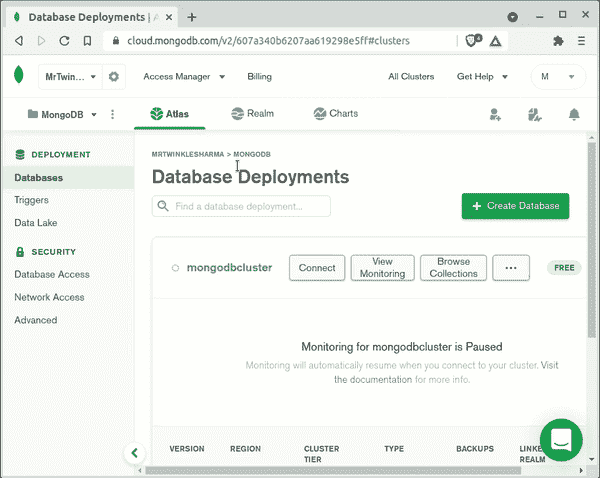 Database Deployments | A
cloud.mongodb.com/v2/607a340b6207aa619298e5ff#clusters
MrTwin... Access Manager Billing All Clusters Get Help M
MongoDB Atlas Realm Charts
DEPLOYMENT
Databases
Triggers
Data Lake
SECURITY
Database Access
Network Access
Advanced
MRTWINKLESHARMA > MONGODB
Database Deployments
Find a database deployment...
+ Create Database
mongodbcluster
Connect
View
Monitoring
Browse
Collections
...
FREE
Monitoring for mongodbcluster is Paused
Monitoring will automatically resume when you connect to your cluster. Visit
the documentation for more info.
VERSION REGION CLUSTER TYPE BACKUPS LINKE
TIER REALM